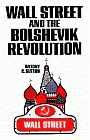 WALL STREET
AND THE
BOLSHEVIK
REVOLUTION
ANTONY
C. SUTTON
WALL STREET